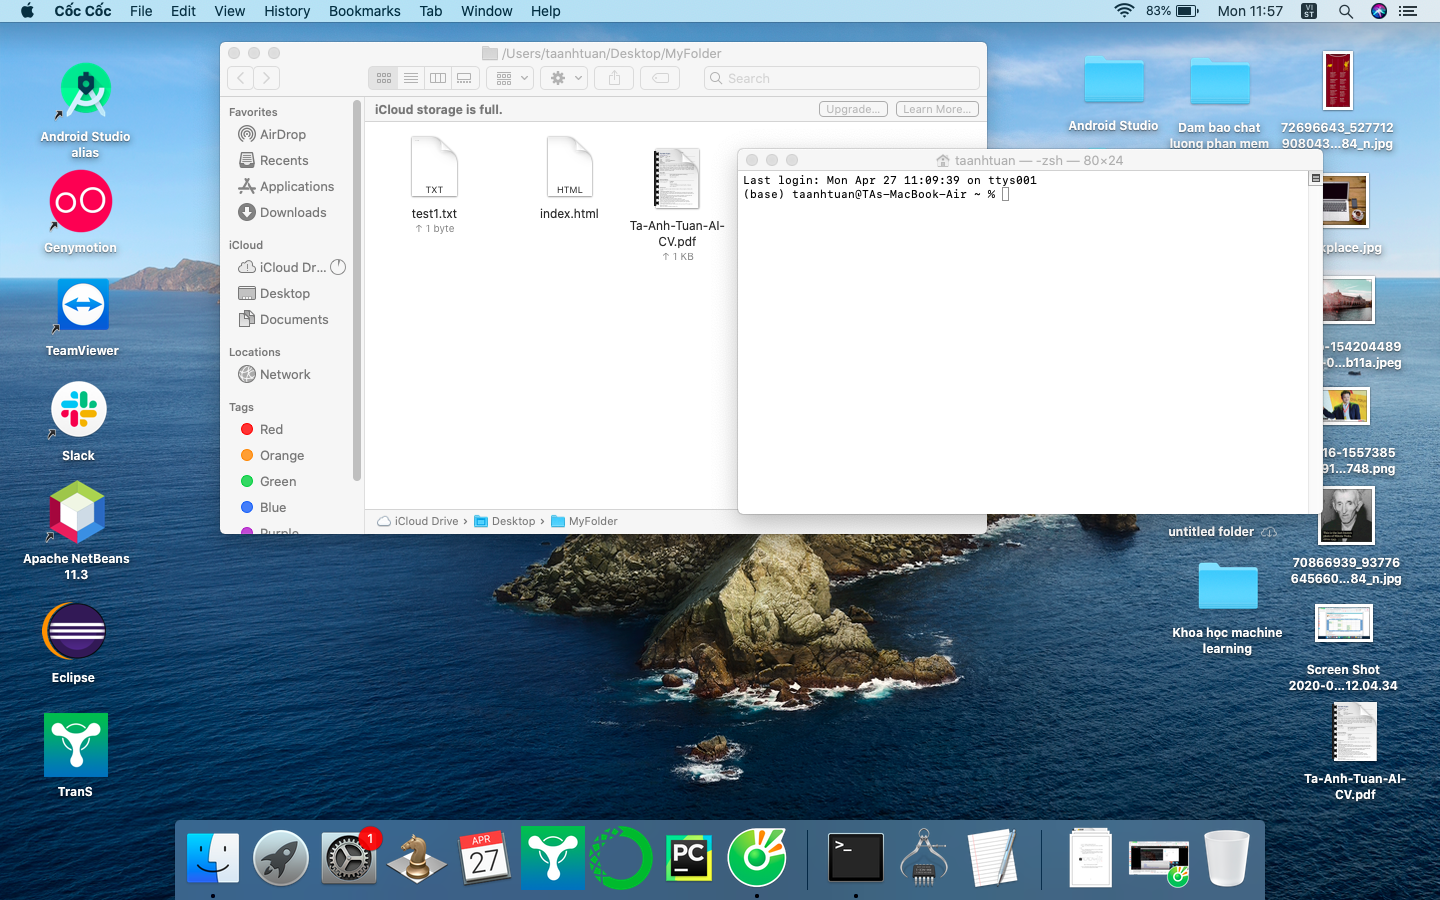 Cốc Cốc File Edit View History Bookmarks Tab Window Help
83% Mon 11:57 VI ST
/Users/taanhtuan/Desktop/MyFolder
Search
Favorites
AirDrop
Recents
Applications
Downloads
iCloud
iCloud Dr...
Desktop
Documents
Locations
Network
Tags
Red
Orange
Green
Blue
Purple
iCloud storage is full.
Upgrade...
Learn More...
TXT
test1.txt
↑ 1 byte
HTML
index.html
Ta-Anh-Tuan-AI-
CV.pdf
↑ 1 KB
iCloud Drive › Desktop › MyFolder
taanhtuan — -zsh — 80×24
Last login: Mon Apr 27 11:09:39 on ttys001
(base) taanhtuan@TAs-MacBook-Air ~ %
Android Studio
alias
Genymotion
TeamViewer
Slack
Apache NetBeans
11.3
Eclipse
TranS
Android Studio
Dam bao chat
luong phan mem
72696643_527712
908043...84_n.jpg
kplace.jpg
-154204489
-0...b11a.jpeg
16-1557385
91...748.png
untitled folder
70866939_93776
645660...84_n.jpg
Khoa học machine
learning
Screen Shot
2020-0...12.04.34
Ta-Anh-Tuan-AI-
CV.pdf
1
APR
27
PC
>_